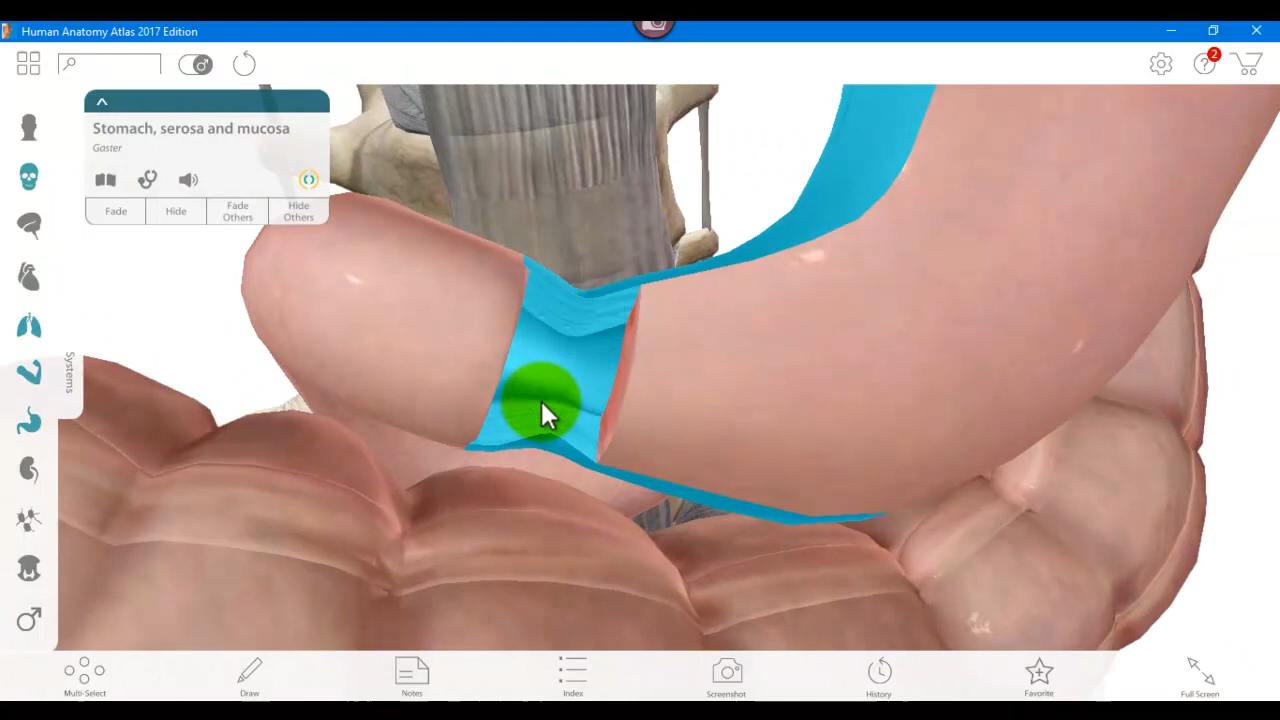 Human Anatomy Atlas 2017 Edition
2
Stomach, serosa and mucosa
Gaster
Fade
Hide
Fade
Others
Hide
Others
Systems
Multi-Select
Draw
Notes
Index
Screenshot
History
Favorite
Full Screen